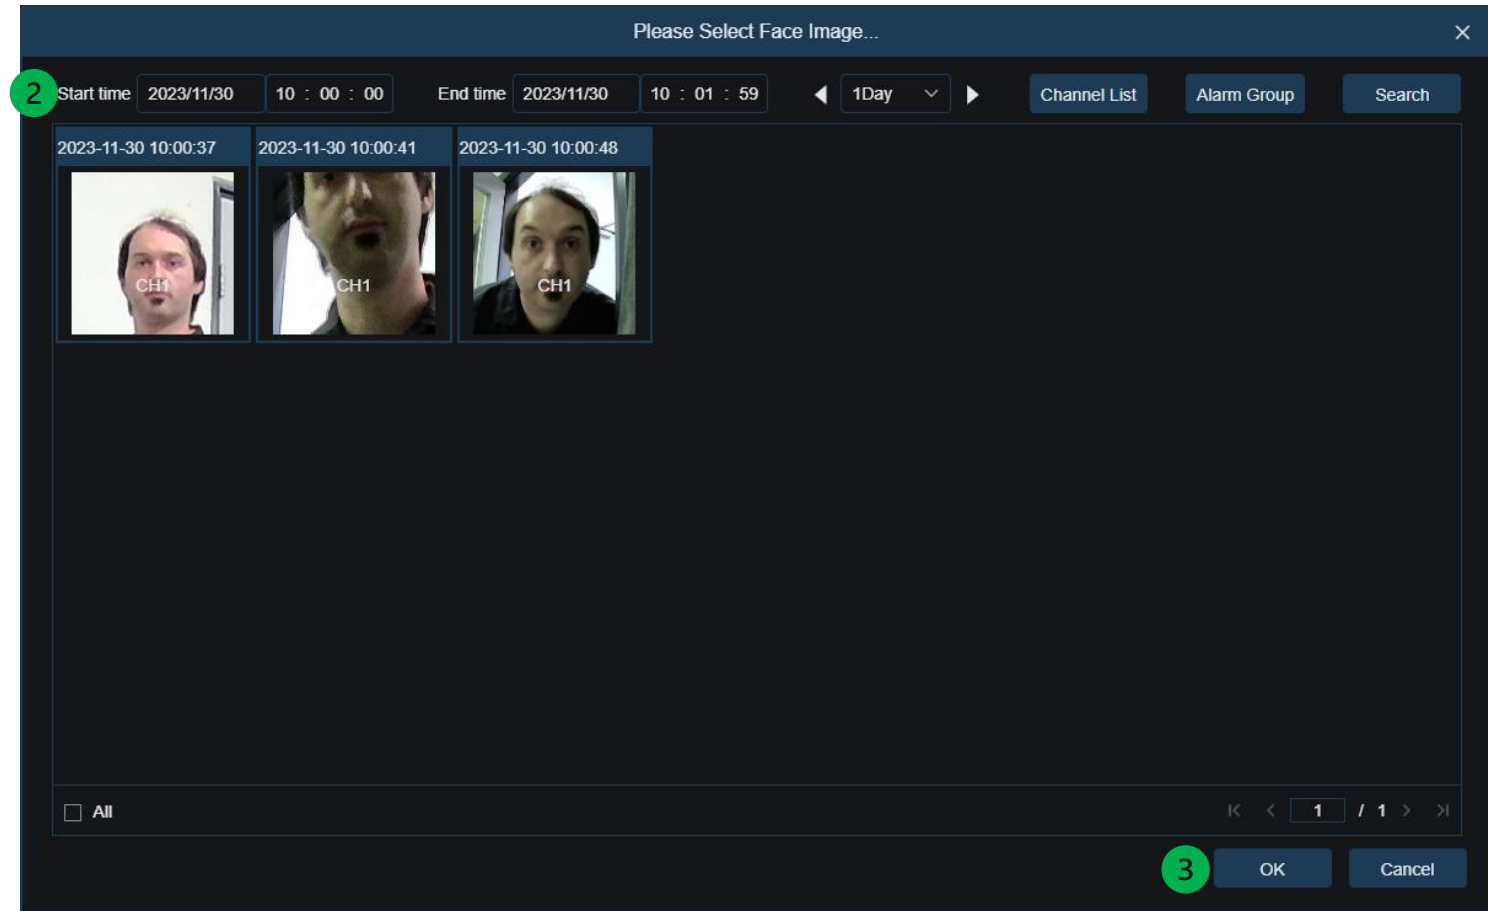 Please Select Face Image...
2 Start time 2023/11/30 10 : 00 : 00 End time 2023/11/30 10 : 01 : 59 1Day Channel List Alarm Group Search
2023-11-30 10:00:37 2023-11-30 10:00:41 2023-11-30 10:00:48
CH1 CH1 CH1
All 1 / 1
3 OK Cancel